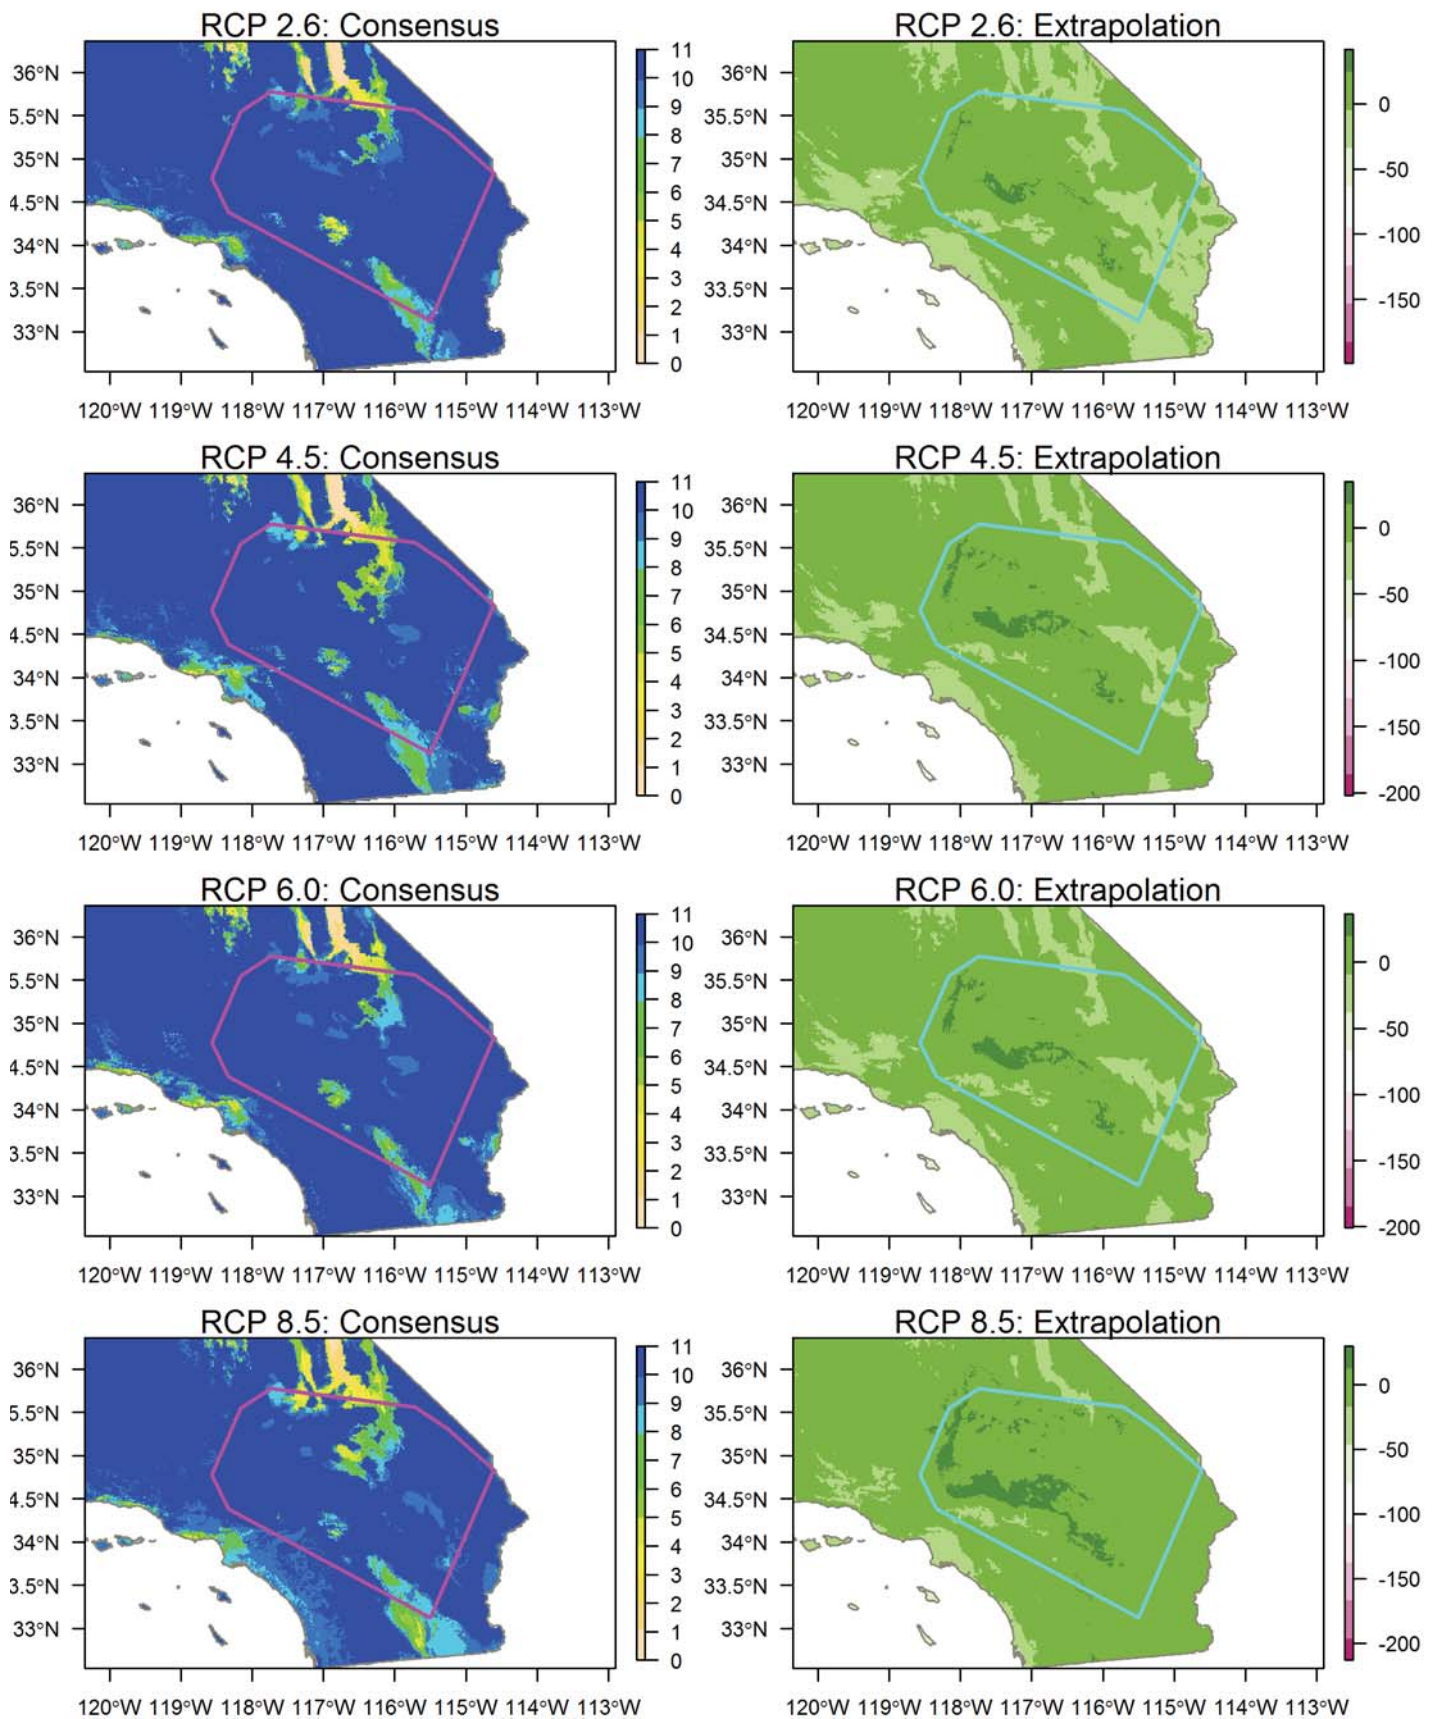 RCP 2.6: Consensus
36°N
5.5°N
35°N
4.5°N
34°N
3.5°N
33°N
120°W 119°W 118°W 117°W 116°W 115°W 114°W 113°W
11
10
9
8
7
6
5
4
3
2
1
0
RCP 2.6: Extrapolation
36°N
35.5°N
35°N
34.5°N
34°N
33.5°N
33°N
120°W 119°W 118°W 117°W 116°W 115°W 114°W 113°W
0
-50
-100
-150
RCP 4.5: Consensus
36°N
5.5°N
35°N
4.5°N
34°N
3.5°N
33°N
120°W 119°W 118°W 117°W 116°W 115°W 114°W 113°W
11
10
9
8
7
6
5
4
3
2
1
0
RCP 4.5: Extrapolation
36°N
35.5°N
35°N
34.5°N
34°N
33.5°N
33°N
120°W 119°W 118°W 117°W 116°W 115°W 114°W 113°W
0
-50
-100
-150
-200
RCP 6.0: Consensus
36°N
5.5°N
35°N
4.5°N
34°N
3.5°N
33°N
120°W 119°W 118°W 117°W 116°W 115°W 114°W 113°W
11
10
9
8
7
6
5
4
3
2
1
0
RCP 6.0: Extrapolation
36°N
35.5°N
35°N
34.5°N
34°N
33.5°N
33°N
120°W 119°W 118°W 117°W 116°W 115°W 114°W 113°W
0
-50
-100
-150
-200
RCP 8.5: Consensus
36°N
5.5°N
35°N
4.5°N
34°N
3.5°N
33°N
120°W 119°W 118°W 117°W 116°W 115°W 114°W 113°W
11
10
9
8
7
6
5
4
3
2
1
0
RCP 8.5: Extrapolation
36°N
35.5°N
35°N
34.5°N
34°N
33.5°N
33°N
120°W 119°W 118°W 117°W 116°W 115°W 114°W 113°W
0
-50
-100
-150
-200